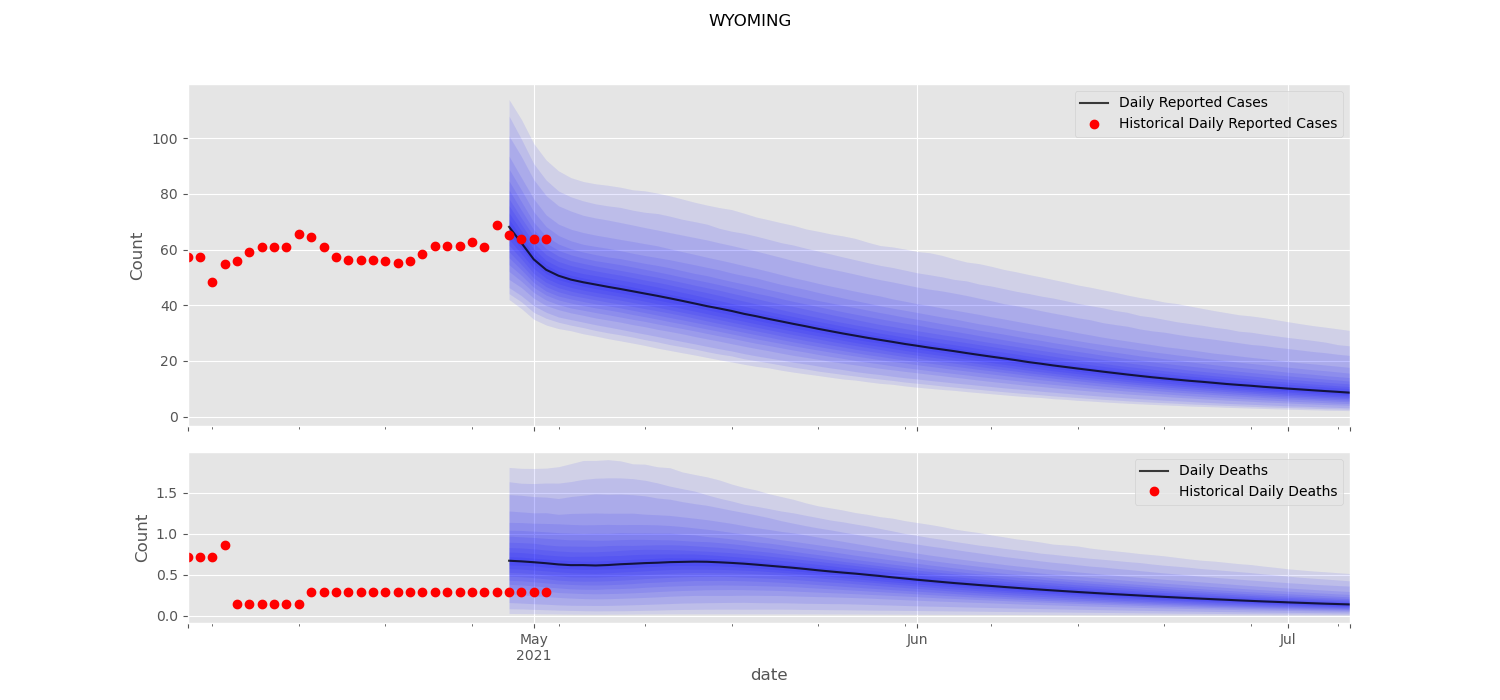 WYOMING
Daily Reported Cases
Historical Daily Reported Cases
Count
100
80
60
40
20
0
Daily Deaths
Historical Daily Deaths
Count
1.5
1.0
0.5
0.0
May
2021
Jun
Jul
date